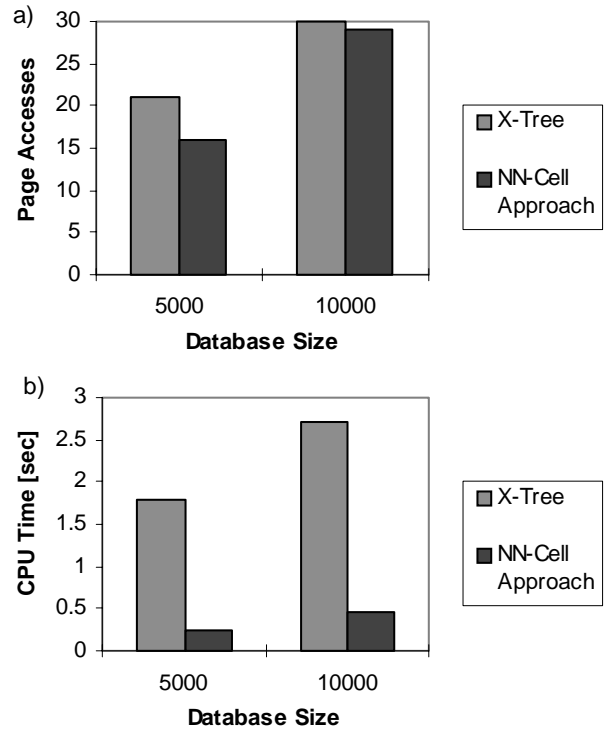 a)
30
25
20
15
10
5
0
Page Accesses
5000
10000
Database Size
X-Tree
NN-Cell
Approach
b)
3
2.5
2
1.5
1
0.5
0
CPU Time [sec]
5000
10000
Database Size
X-Tree
NN-Cell
Approach